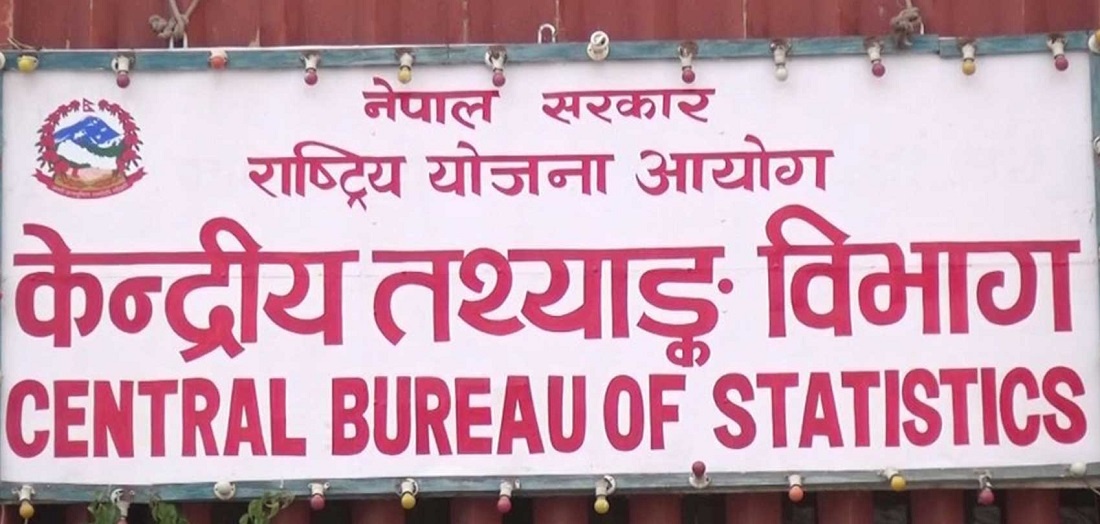 नेपाल सरकार
राष्ट्रिय योजना आयोग
केन्द्रीय तथ्याङ्क विभाग
CENTRAL BUREAU OF STATISTICS